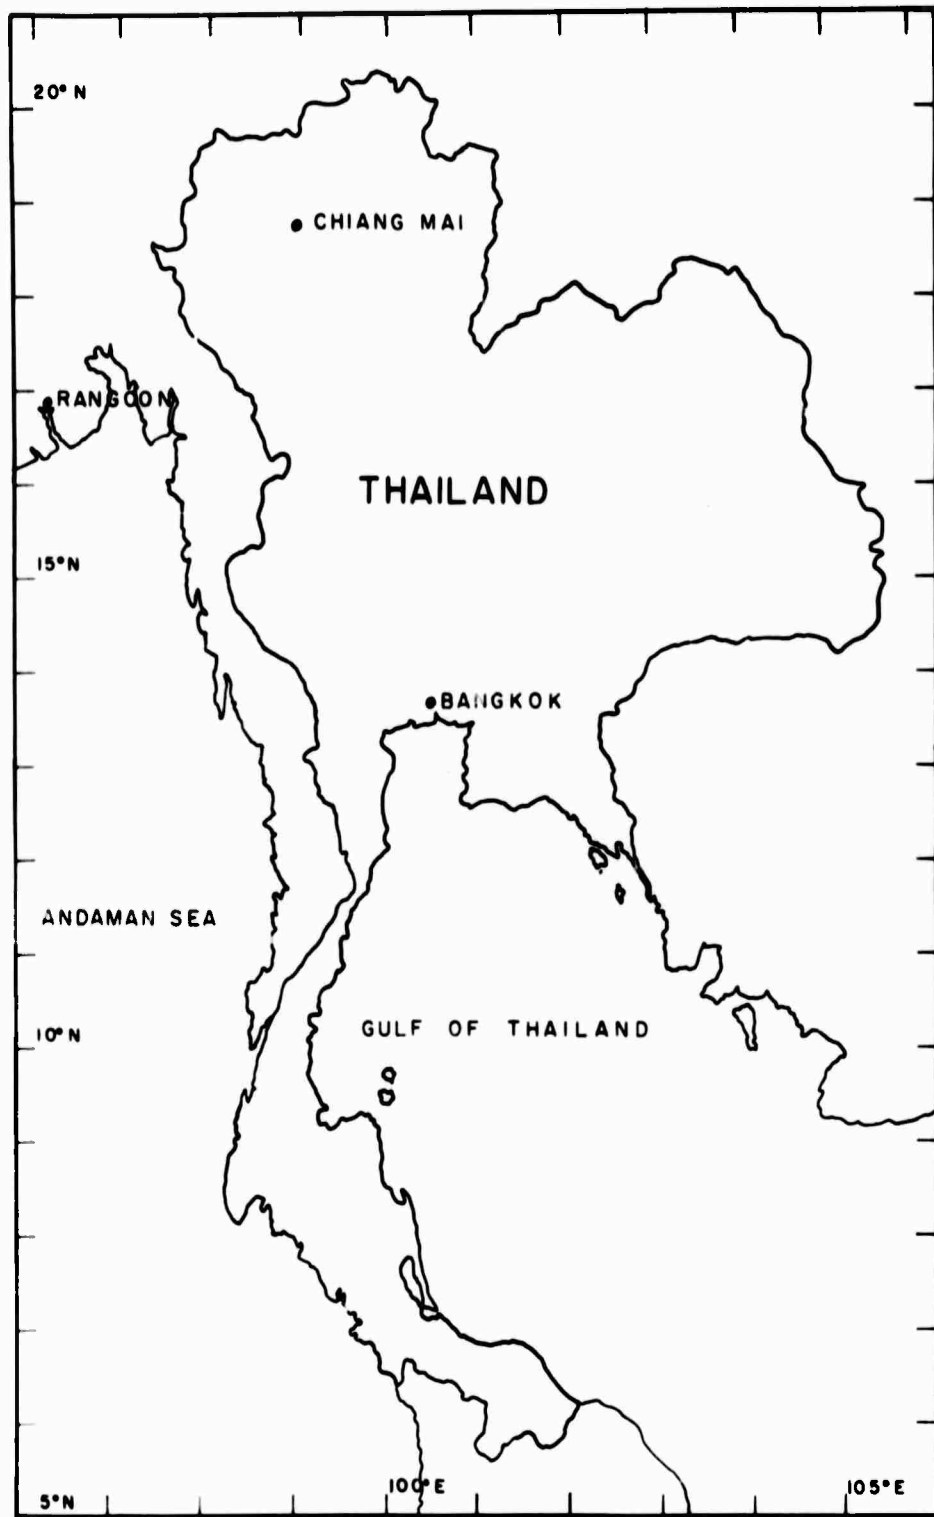 20° N
CHIANG MAI
RANGOON
THAILAND
15° N
BANGKOK
ANDAMAN SEA
10° N
GULF OF THAILAND
100° E
105° E
5° N